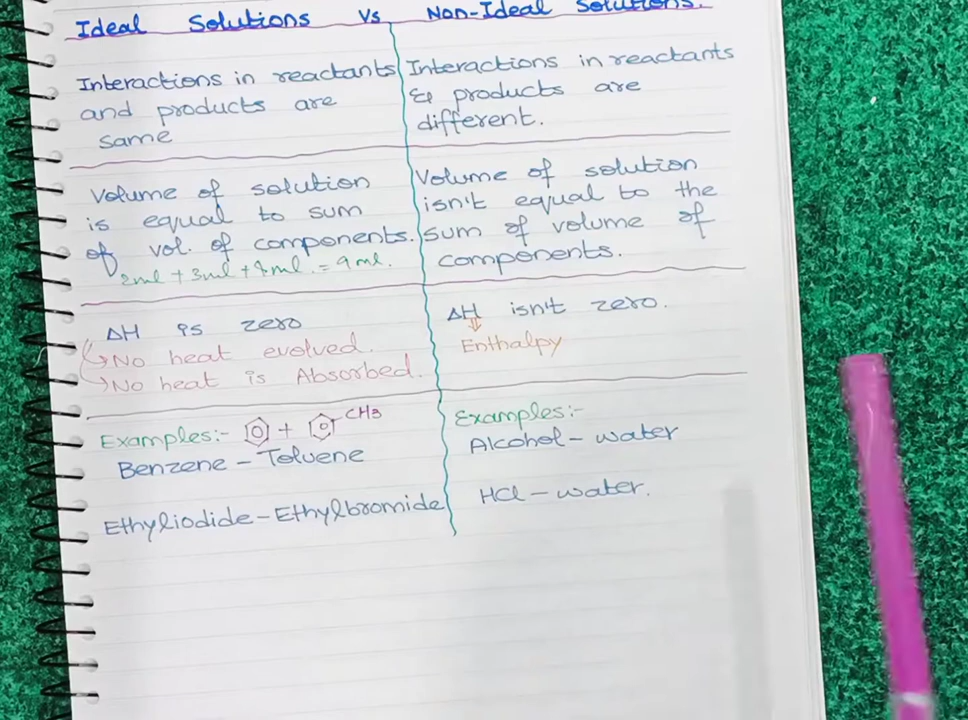 Ideal Solutions Vs Non-Ideal Solutions.
Interactions in reactants
and products are
same
Interactions in reactants
& products are
different.
Volume of solution
is equal to sum
of vol. of components.
2ml + 3ml + 4ml = 9ml.
Volume of solution
isn't equal to the
sum of volume of
components.
ΔH is zero
No heat evolved.
No heat is Absorbed.
ΔH isn't zero.
Enthalpy
Examples:- + CH3
Benzene - Toluene
Ethyliodide - Ethylbromide
Examples:-
Alcohol - water
HCl - water.